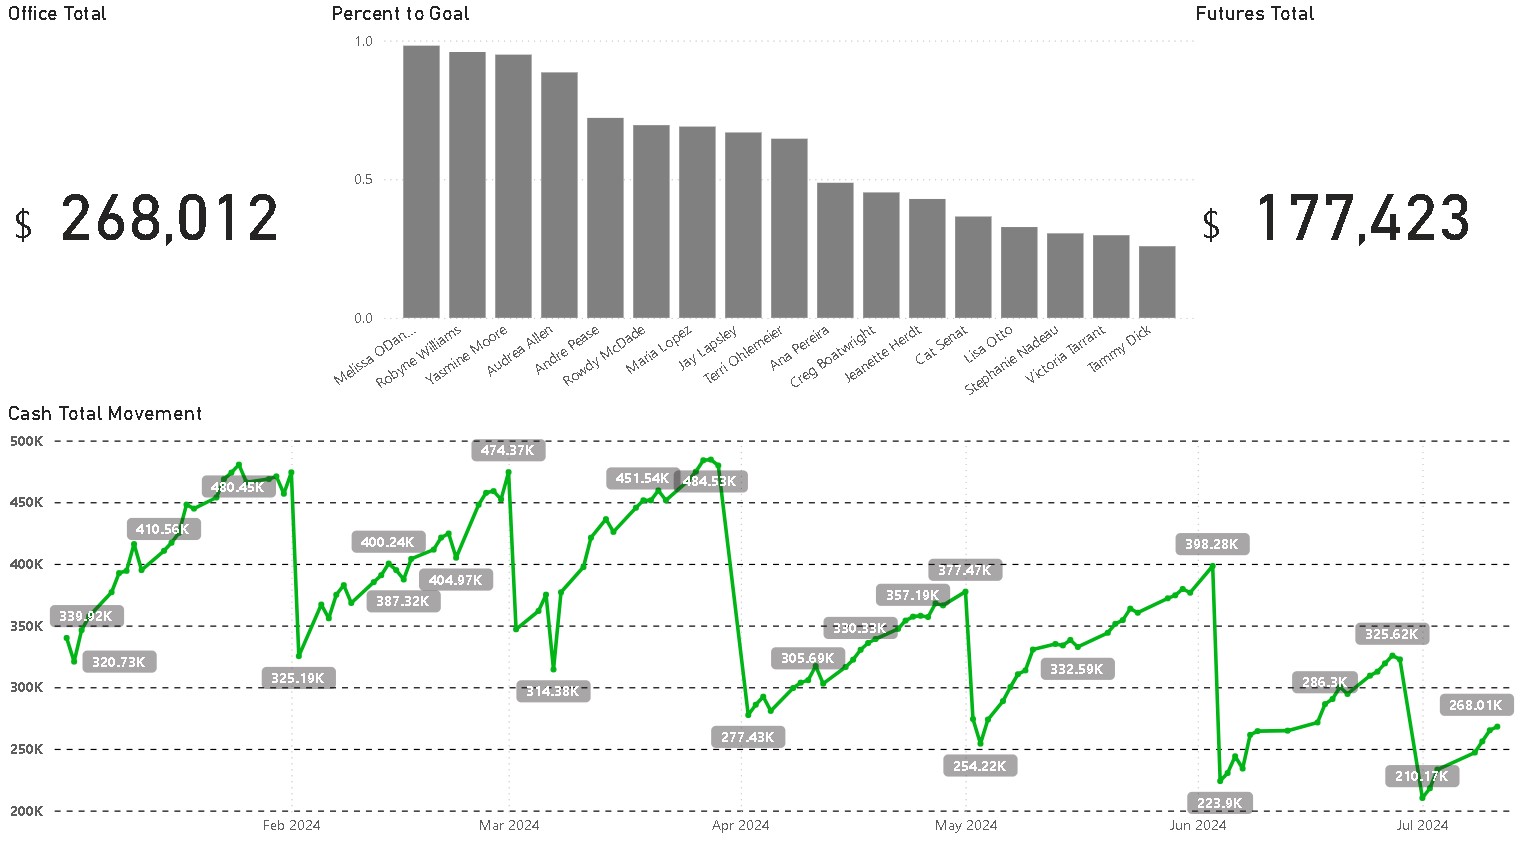 Office Total
Percent to Goal
Futures Total
$ 268,012
1.0
0.5
0.0
Melissa ODan...
Robyne Williams
Yasmine Moore
Audrea Allen
Andre Pease
Rowdy McDade
Maria Lopez
Jay Lapsley
Terri Ohlemeier
Ana Pereira
Creg Boatwright
Jeanette Herdt
Cat Senat
Lisa Otto
Stephanie Nadeau
Victoria Tarrant
Tammy Dick
$ 177,423
Cash Total Movement
500K
450K
400K
350K
300K
250K
200K
339.92K
320.73K
410.56K
480.45K
325.19K
400.24K
387.32K
404.97K
474.37K
314.38K
451.54K
484.53K
277.43K
305.69K
330.33K
357.19K
377.47K
254.22K
332.59K
398.28K
223.9K
286.3K
325.62K
210.17K
268.01K
Feb 2024
Mar 2024
Apr 2024
May 2024
Jun 2024
Jul 2024